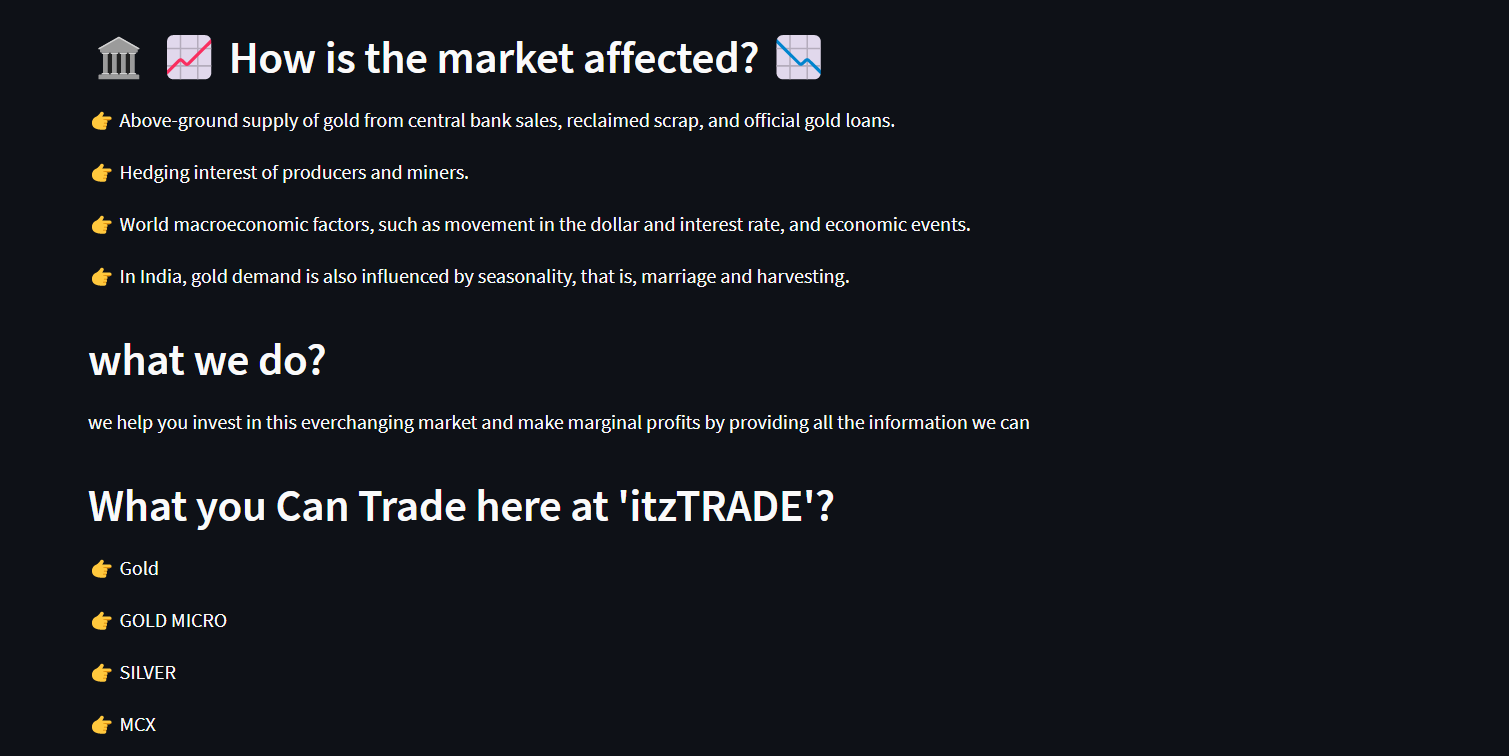 🏛️ 📈 How is the market affected? 📉
👉 Above-ground supply of gold from central bank sales, reclaimed scrap, and official gold loans.
👉 Hedging interest of producers and miners.
👉 World macroeconomic factors, such as movement in the dollar and interest rate, and economic events.
👉 In India, gold demand is also influenced by seasonality, that is, marriage and harvesting.
what we do?
we help you invest in this everchanging market and make marginal profits by providing all the information we can
What you Can Trade here at 'itzTRADE'?
👉 Gold
👉 GOLD MICRO
👉 SILVER
👉 MCX